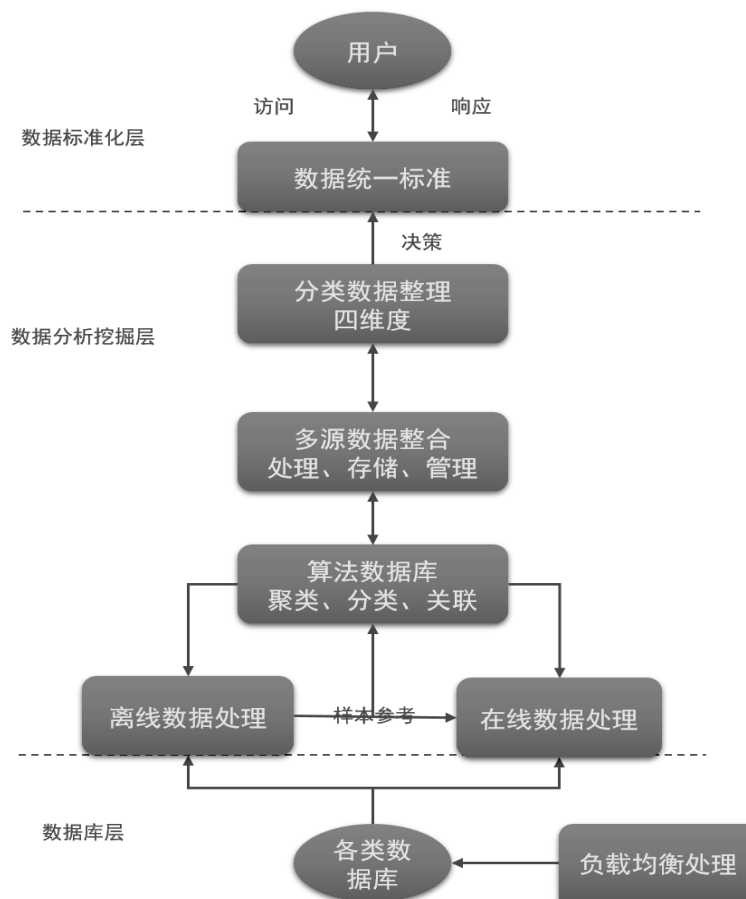 用户
访问
响应
数据标准化层
数据统一标准
决策
分类数据整理
四维度
数据分析挖掘层
多源数据整合
处理、存储、管理
算法数据库
聚类、分类、关联
离线数据处理
样本参考
在线数据处理
数据库层
各类数
据库
负载均衡处理